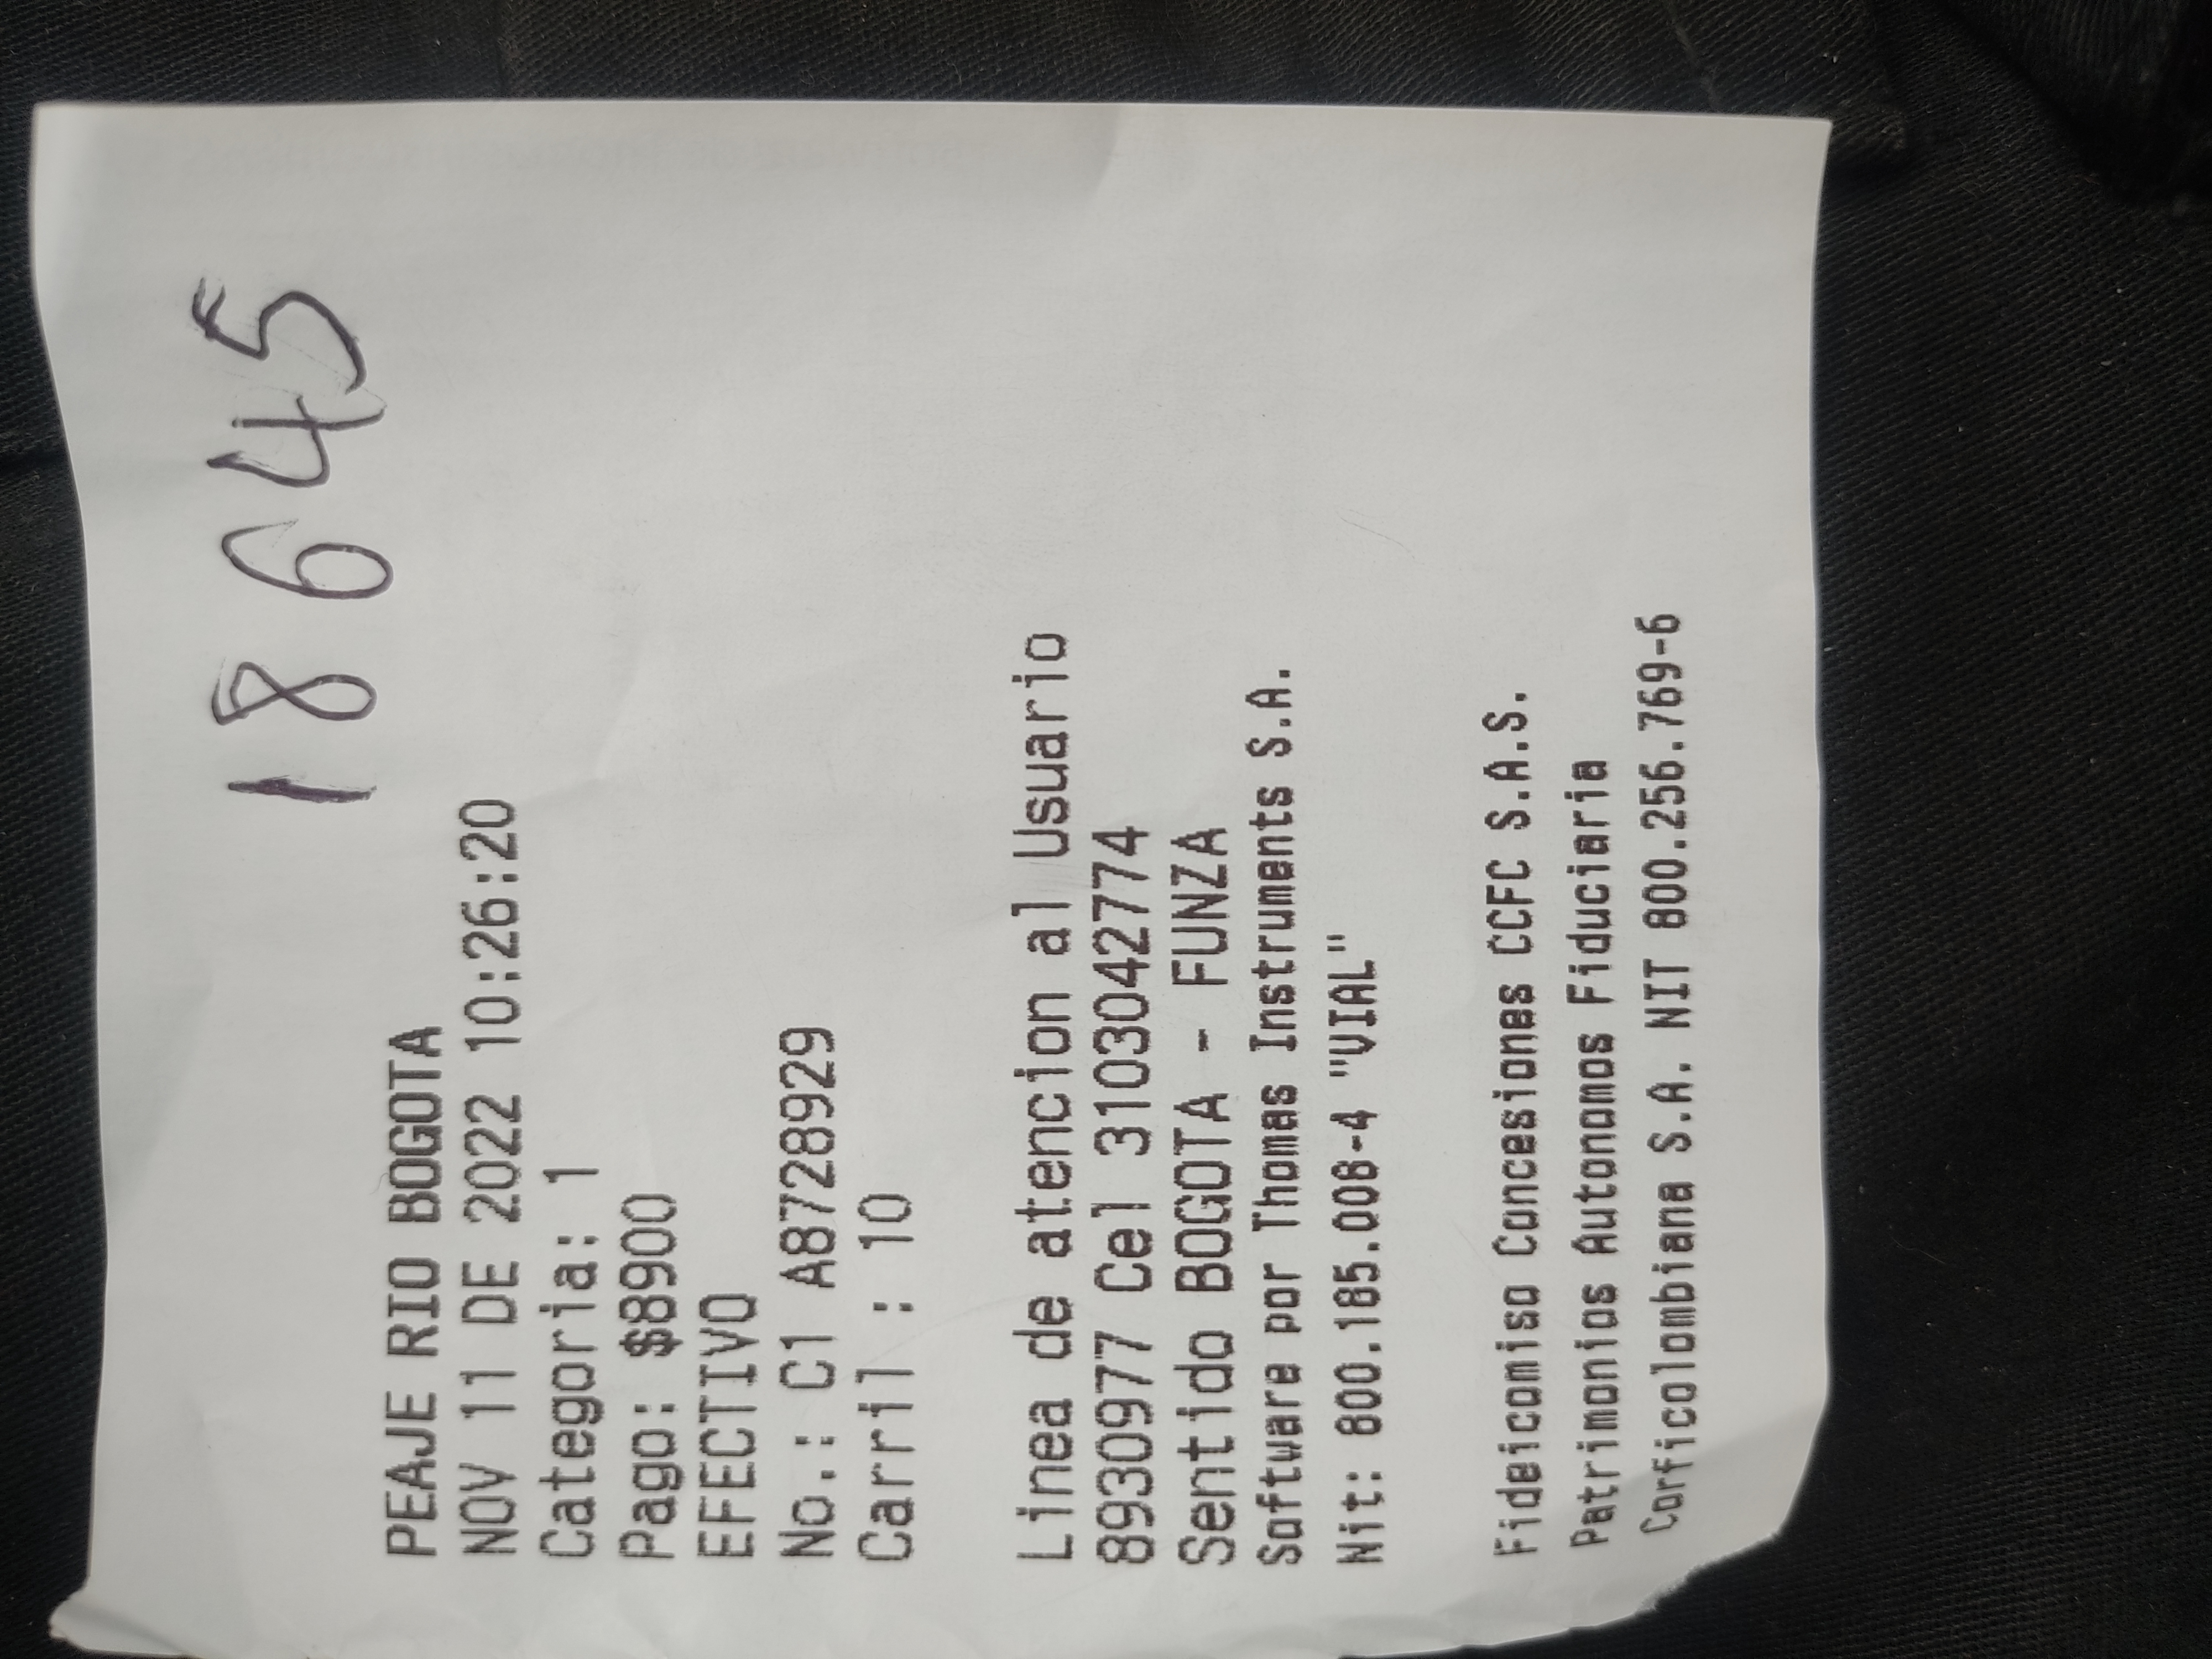 18645
PEAJE RIO BOGOTA
NOV 11 DE 2022 10:26:20
Categoria: 1
Pago: $8900
EFECTIVO
No.: C1 A8728929
Carril : 10
Linea de atencion al Usuario
8930977 Cel 3103042774
Sentido BOGOTA - FUNZA
Software por Thomas Instruments S.A.
Nit: 800.185.008-4 "VIAL"
Fideicomiso Concesiones CCFC S.A.S.
Patrimonios Autonomos Fiduciaria
Corficolombiana S.A. NIT 800.256.769-6